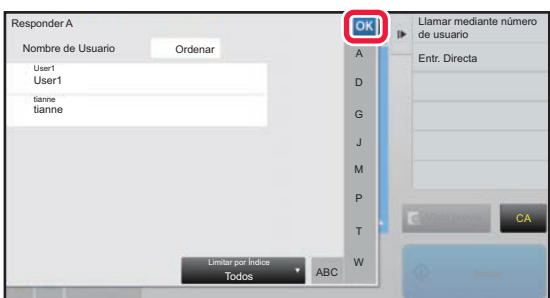 Responder A
OK
Llamar mediante número
de usuario
Nombre de Usuario
Ordenar
A
Entr. Directa
User1
User1
D
tianne
tianne
G
J
M
P
CA
T
W
Limitar por Índice
Todos
ABC